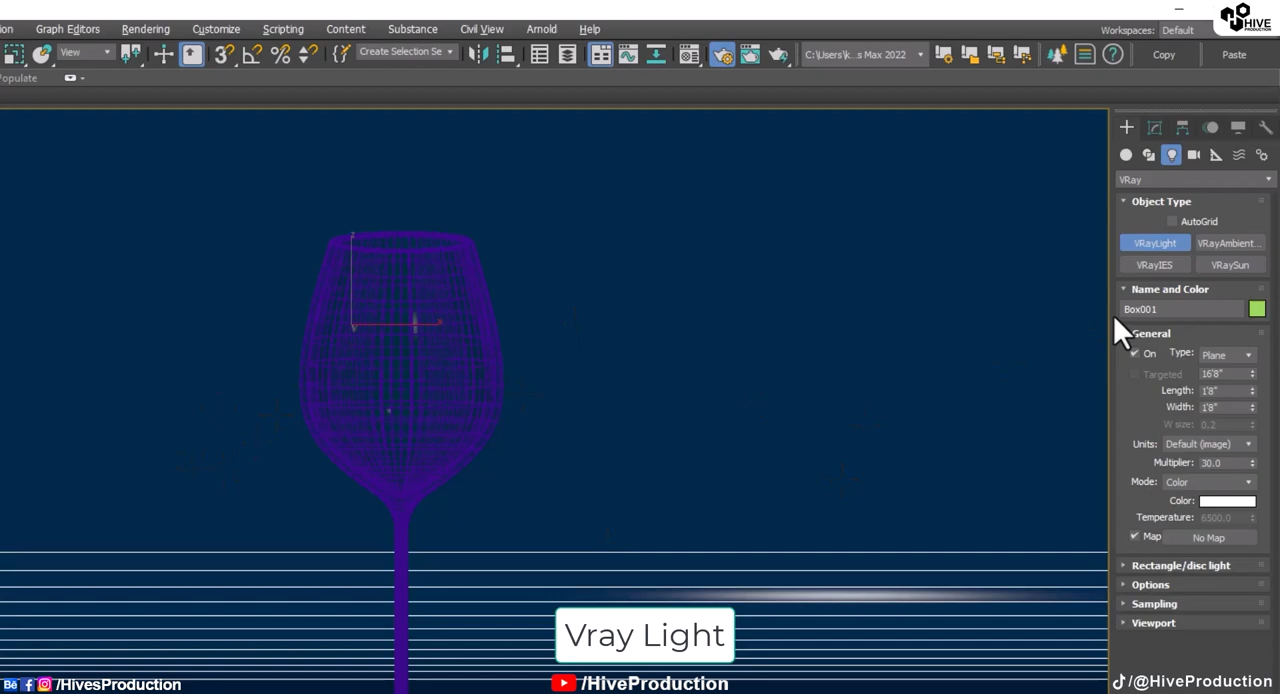 HIVE
PRODUCTION
Graph Editors Rendering Customize Scripting Content Substance Civil View Arnold Help
Workspaces: Default
View Create Selection Se C:\Users\k...s Max 2022 Copy Paste
Populate
VRay
Object Type
AutoGrid
VRayLight VRayAmbient...
VRayIES VRaySun
Name and Color
Box001
General
On Type: Plane
Targeted 16'8"
Length: 1'8"
Width: 1'8"
W size: 0.2
Units: Default (image)
Multiplier: 30.0
Mode: Color
Color:
Temperature: 6500.0
Map No Map
Rectangle/disc light
Options
Sampling
Viewport
Vray Light
/HivesProduction
/HiveProduction
/@HiveProduction